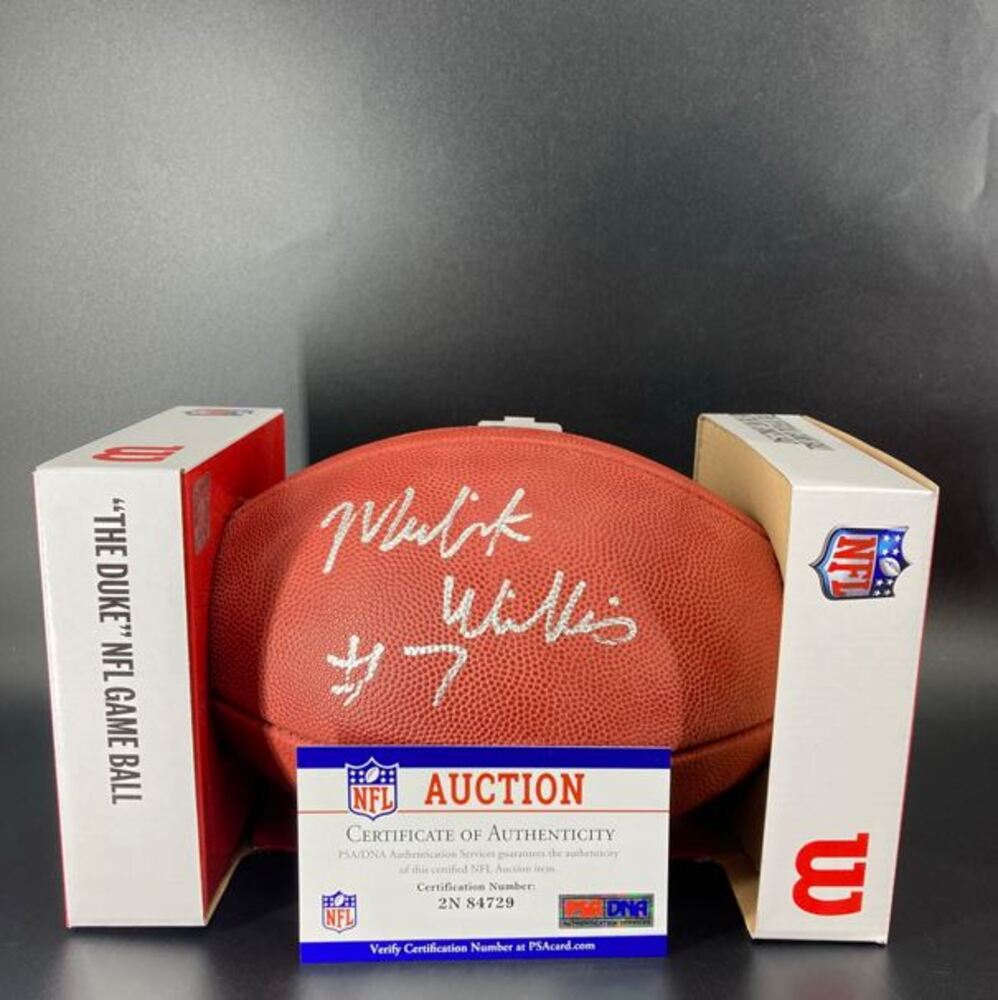 "THE DUKE" NFL GAME BALL
Malik
Willis
#7
NFL
NFL
AUCTION
CERTIFICATE OF AUTHENTICITY
PSA/DNA Authentication Services guarantees the authenticity
of this certified NFL Auction item.
Certification Number:
2N 84729
NFL
PSA DNA
AUTHENTICATION SERVICES
Verify Certification Number at PSAcard.com
W
W